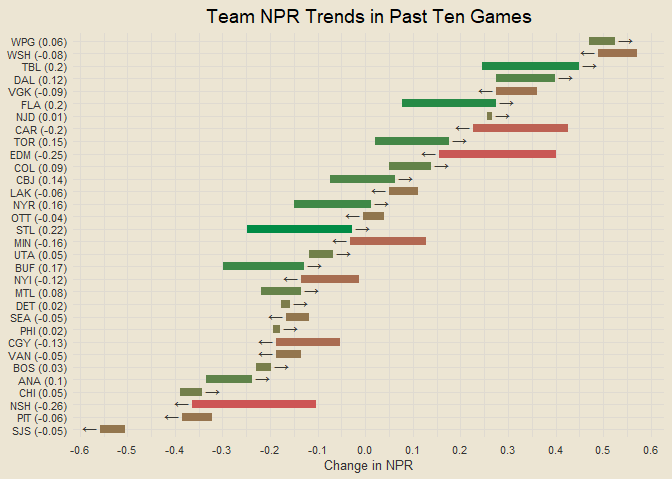 Team NPR Trends in Past Ten Games
WPG (0.06)
WSH (-0.08)
TBL (0.2)
DAL (0.12)
VGK (-0.09)
FLA (0.2)
NJD (0.01)
CAR (-0.2)
TOR (0.15)
EDM (-0.25)
COL (0.09)
CBJ (0.14)
LAK (-0.06)
NYR (0.16)
OTT (-0.04)
STL (0.22)
MIN (-0.16)
UTA (0.05)
BUF (0.17)
NYI (-0.12)
MTL (0.08)
DET (0.02)
SEA (-0.05)
PHI (0.02)
CGY (-0.13)
VAN (-0.05)
BOS (0.03)
ANA (0.1)
CHI (0.05)
NSH (-0.26)
PIT (-0.06)
SJS (-0.05)
-0.6 -0.5 -0.4 -0.3 -0.2 -0.1 0.0 0.1 0.2 0.3 0.4 0.5 0.6
Change in NPR